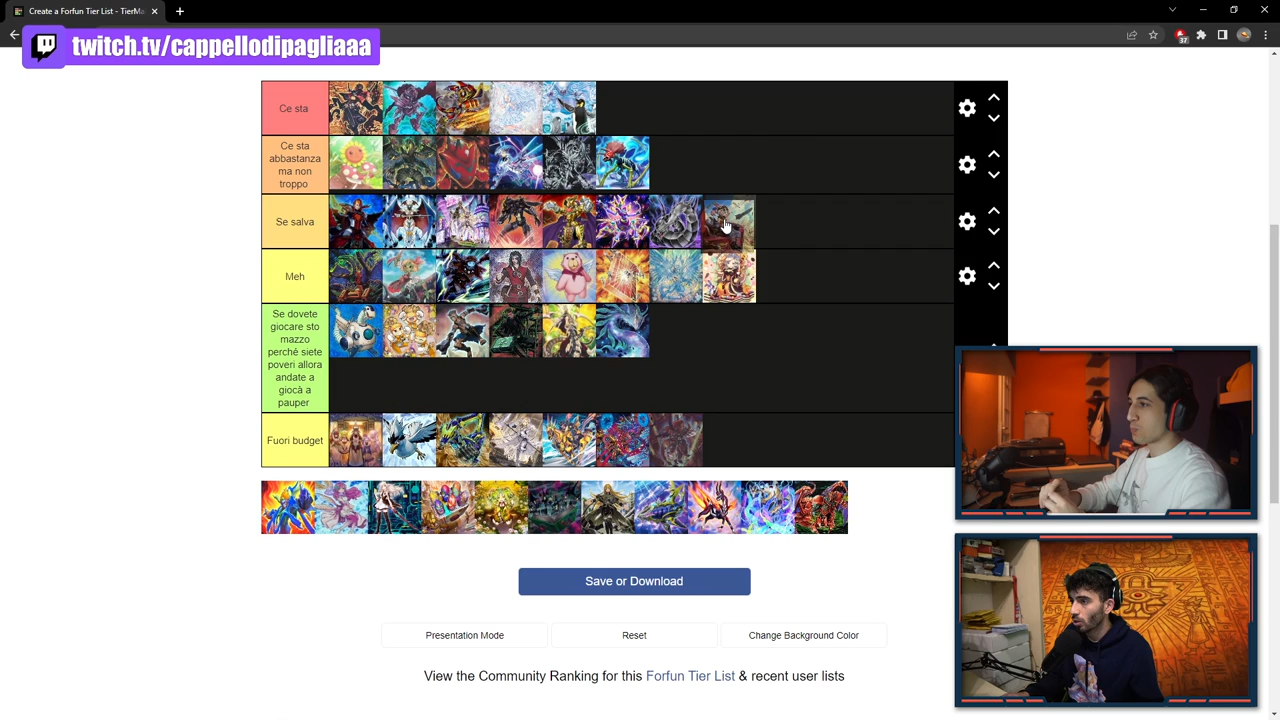 Create a Forfun Tier List - TierMa
37
twitch.tv/cappellodipagliaaa
Ce sta
Ce sta
abbastanza
ma non
troppo
Se salva
Meh
Se dovete
giocare sto
mazzo
perchè siete
poveri allora
andate a
giocà a
pauper
Fuori budget
Save or Download
Presentation Mode
Reset
Change Background Color
View the Community Ranking for this Forfun Tier List & recent user lists